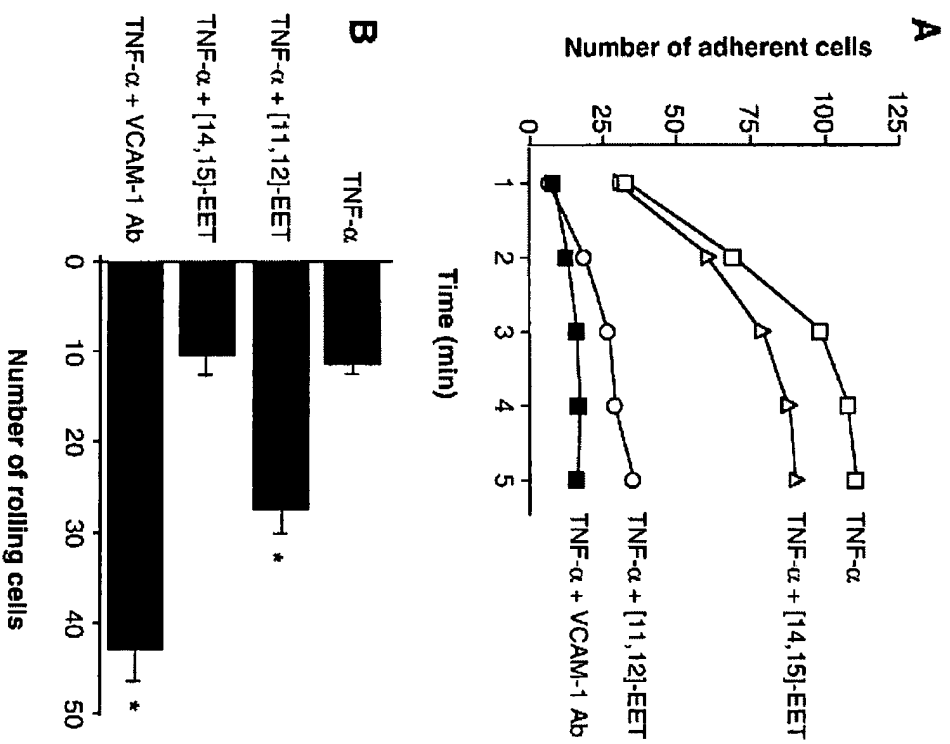 A
Number of adherent cells
125
100
75
50
25
0
1
2
3
4
5
Time (min)
TNF-α
TNF-α + [14,15]-EET
TNF-α + [11,12]-EET
TNF-α + VCAM-1 Ab
B
TNF-α
TNF-α + [11,12]-EET
TNF-α + [14,15]-EET
TNF-α + VCAM-1 Ab
0
10
20
30
40
50
*
*
Number of rolling cells